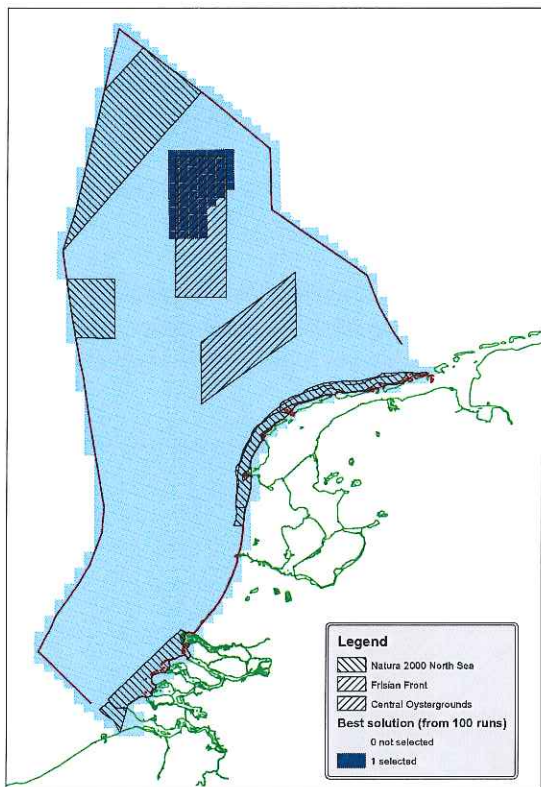 Legend
Natura 2000 North Sea
Frisian Front
Central Oystergrounds
Best solution (from 100 runs)
0 not selected
1 selected